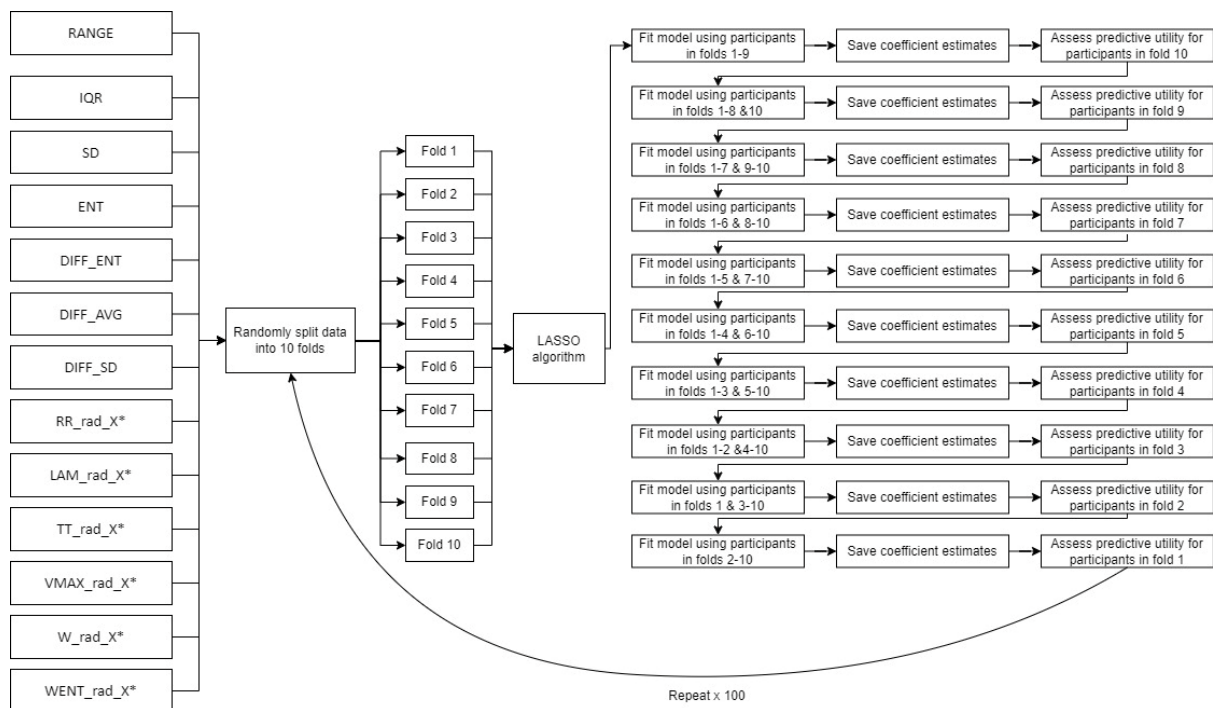 RANGE
IQR
SD
ENT
DIFF_ENT
DIFF_AVG
DIFF_SD
RR_rad_X*
LAM_rad_X*
TT_rad_X*
VMAX_rad_X*
W_rad_X*
WENT_rad_X*
Randomly split data
into 10 folds
Fold 1
Fold 2
Fold 3
Fold 4
Fold 5
Fold 6
Fold 7
Fold 8
Fold 9
Fold 10
LASSO
algorithm
Fit model using participants
in folds 1-9
Save coefficient estimates
Assess predictive utility for
participants in fold 10
Fit model using participants
in folds 1-8 &10
Save coefficient estimates
Assess predictive utility for
participants in fold 9
Fit model using participants
in folds 1-7 & 9-10
Save coefficient estimates
Assess predictive utility for
participants in fold 8
Fit model using participants
in folds 1-6 & 8-10
Save coefficient estimates
Assess predictive utility for
participants in fold 7
Fit model using participants
in folds 1-5 & 7-10
Save coefficient estimates
Assess predictive utility for
participants in fold 6
Fit model using participants
in folds 1-4 & 6-10
Save coefficient estimates
Assess predictive utility for
participants in fold 5
Fit model using participants
in folds 1-3 & 5-10
Save coefficient estimates
Assess predictive utility for
participants in fold 4
Fit model using participants
in folds 1-2 &4-10
Save coefficient estimates
Assess predictive utility for
participants in fold 3
Fit model using participants
in folds 1 & 3-10
Save coefficient estimates
Assess predictive utility for
participants in fold 2
Fit model using participants
in folds 2-10
Save coefficient estimates
Assess predictive utility for
participants in fold 1
Repeat x 100